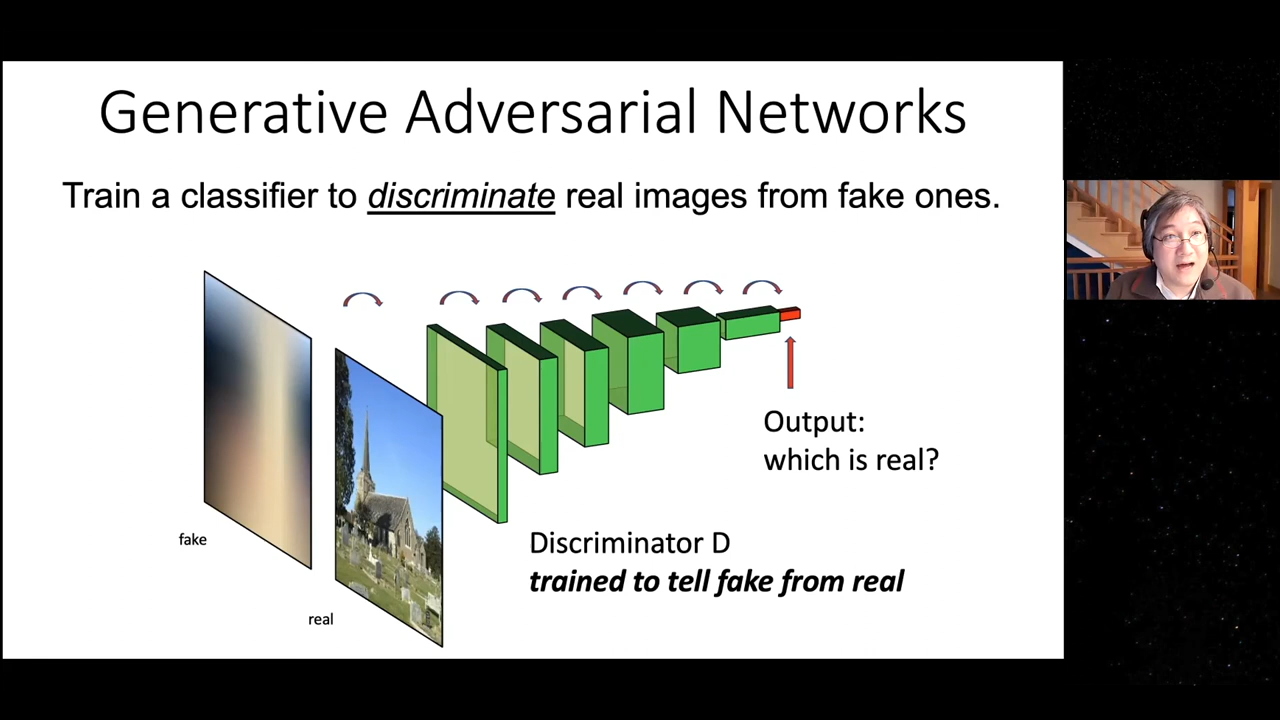 Generative Adversarial Networks
Train a classifier to discriminate real images from fake ones.
Output:
which is real?
fake
Discriminator D
trained to tell fake from real
real